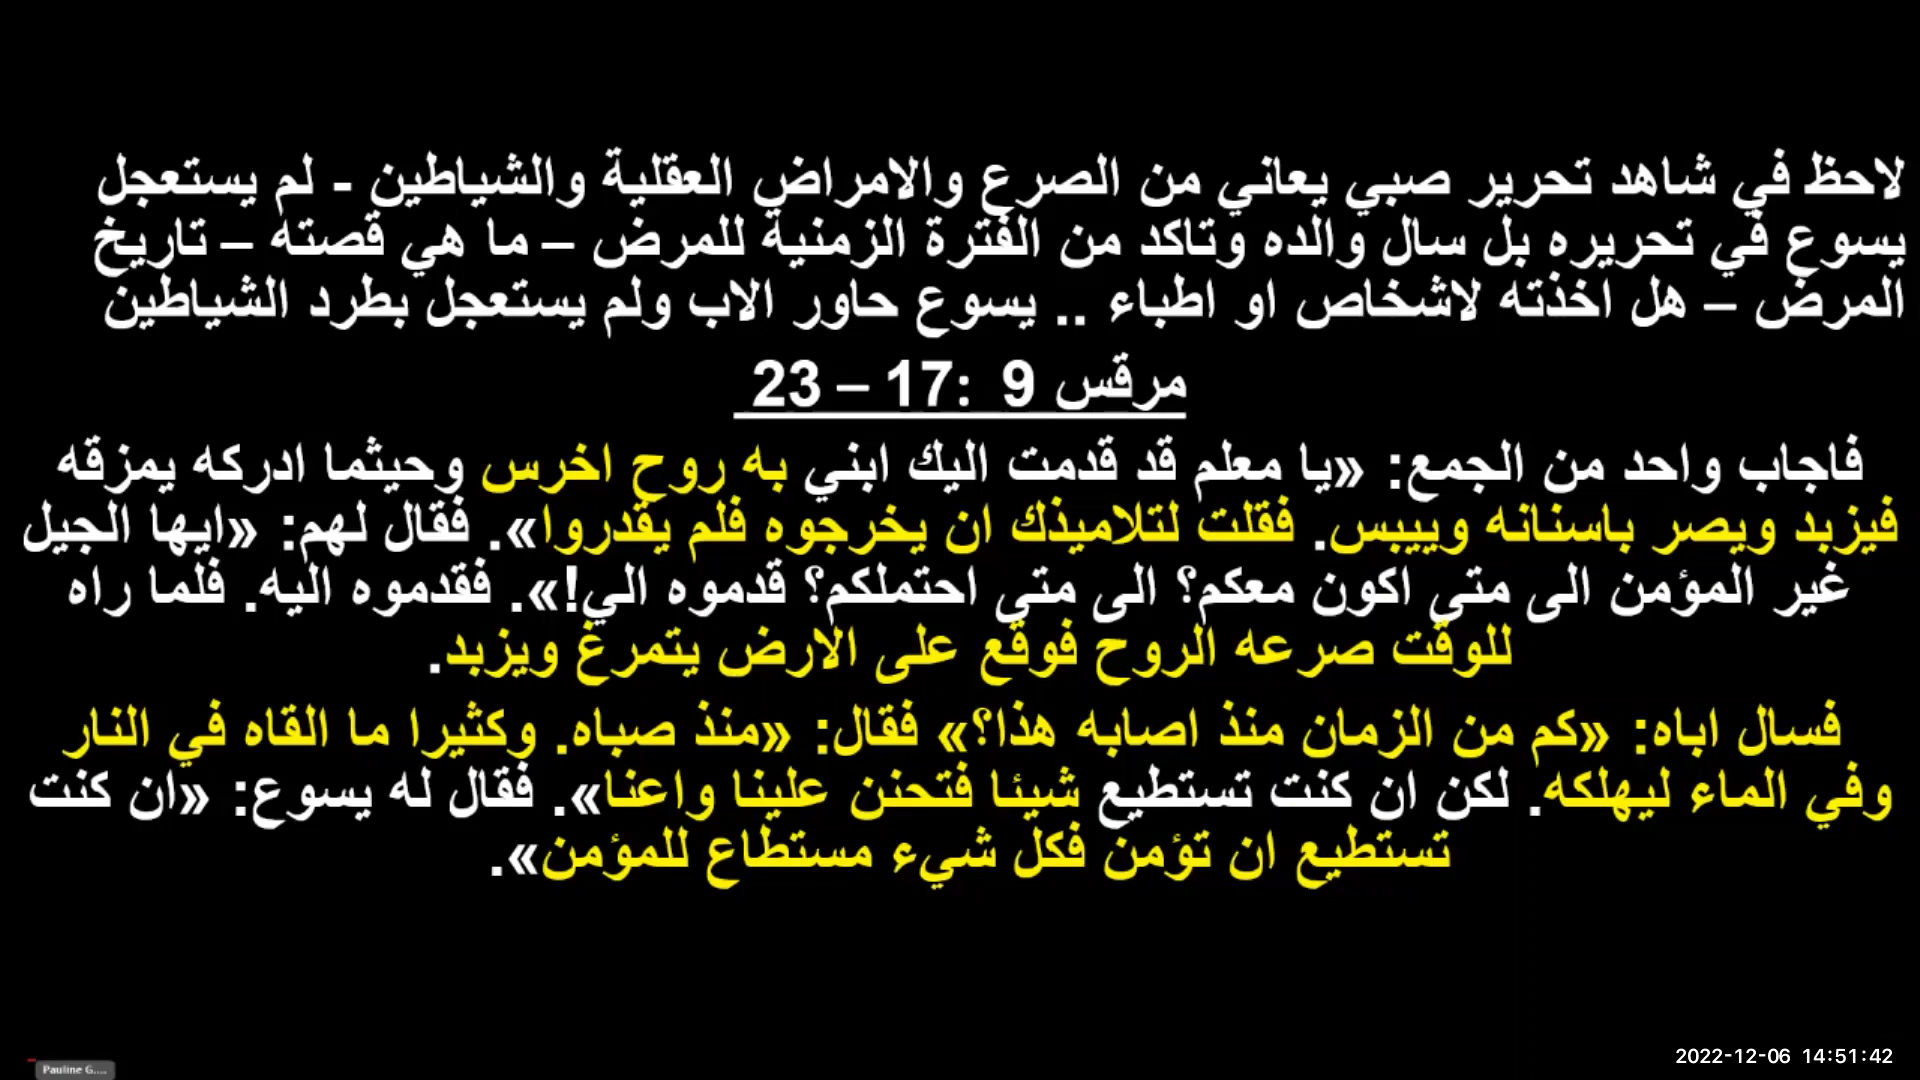 لاحظ في شاهد تحرير صبي يعاني من الصرع والامراض العقلية والشياطين - لم يستعجل
يسوع في تحريره بل سال والده وتاكد من الفترة الزمنية للمرض – ما هي قصته – تاريخ
المرض – هل اخذته لاشخاص او اطباء .. يسوع حاور الاب ولم يستعجل بطرد الشياطين
مرقس 9 :17 – 23
فاجاب واحد من الجمع: «يا معلم قد قدمت اليك ابني به روح اخرس وحيثما ادركه يمزقه
فيزبد ويصر باسنانه وييبس. فقلت لتلاميذك ان يخرجوه فلم يقدروا». فقال لهم: «ايها الجيل
غير المؤمن الى متى اكون معكم؟ الى متى احتملكم؟ قدموه الي!». فقدموه اليه. فلما راه
للوقت صرعه الروح فوقع على الارض يتمرغ ويزبد.
فسال اباه: «كم من الزمان منذ اصابه هذا؟» فقال: «منذ صباه. وكثيرا ما القاه في النار
وفي الماء ليهلكه. لكن ان كنت تستطيع شيئا فتحنن علينا واعنا». فقال له يسوع: «ان كنت
تستطيع ان تؤمن فكل شيء مستطاع للمؤمن».
Pauline G....
2022-12-06 14:51:42